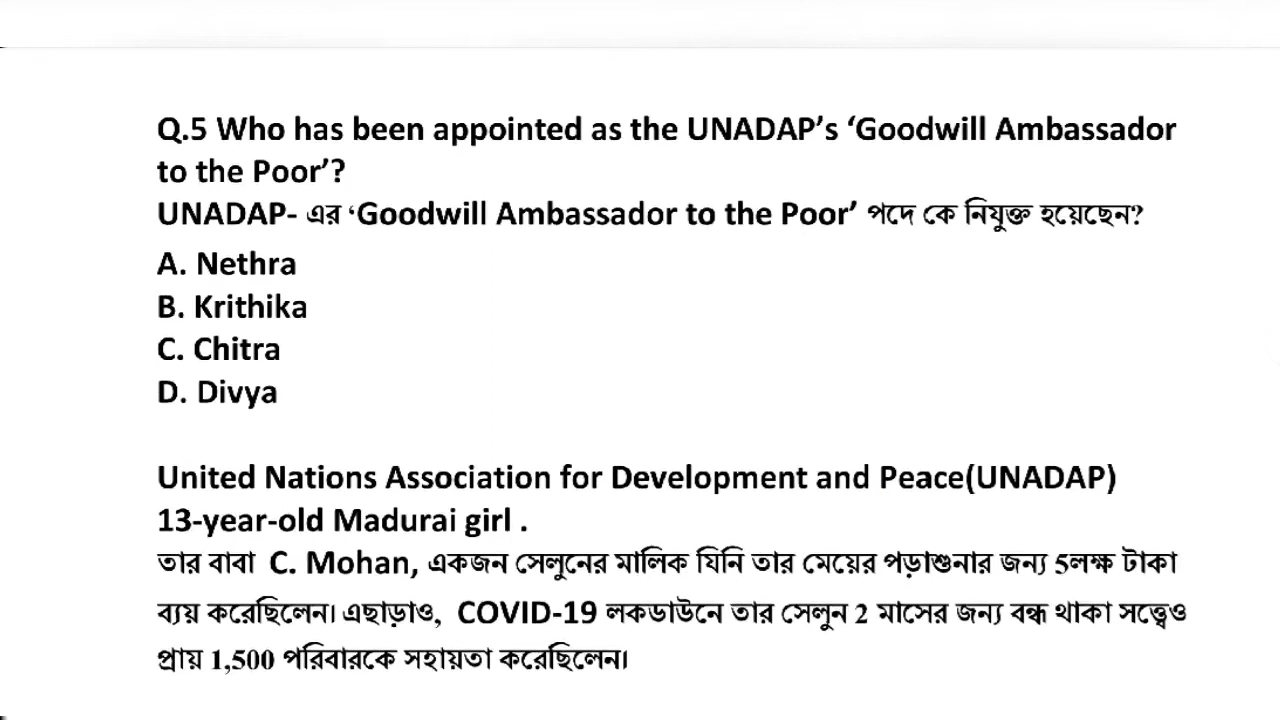 Q.5 Who has been appointed as the UNADAP’s ‘Goodwill Ambassador
to the Poor’?
UNADAP- এর ‘Goodwill Ambassador to the Poor’ পদে কে নিযুক্ত হয়েছেন?
A. Nethra
B. Krithika
C. Chitra
D. Divya
United Nations Association for Development and Peace(UNADAP)
13-year-old Madurai girl .
তার বাবা C. Mohan, একজন সেলুনের মালিক যিনি তার মেয়ের পড়াশুনার জন্য 5লক্ষ টাকা
ব্যয় করেছিলেন। এছাড়াও, COVID-19 লকডাউনে তার সেলুন 2 মাসের জন্য বন্ধ থাকা সত্ত্বেও
প্রায় 1,500 পরিবারকে সহায়তা করেছিলেন।